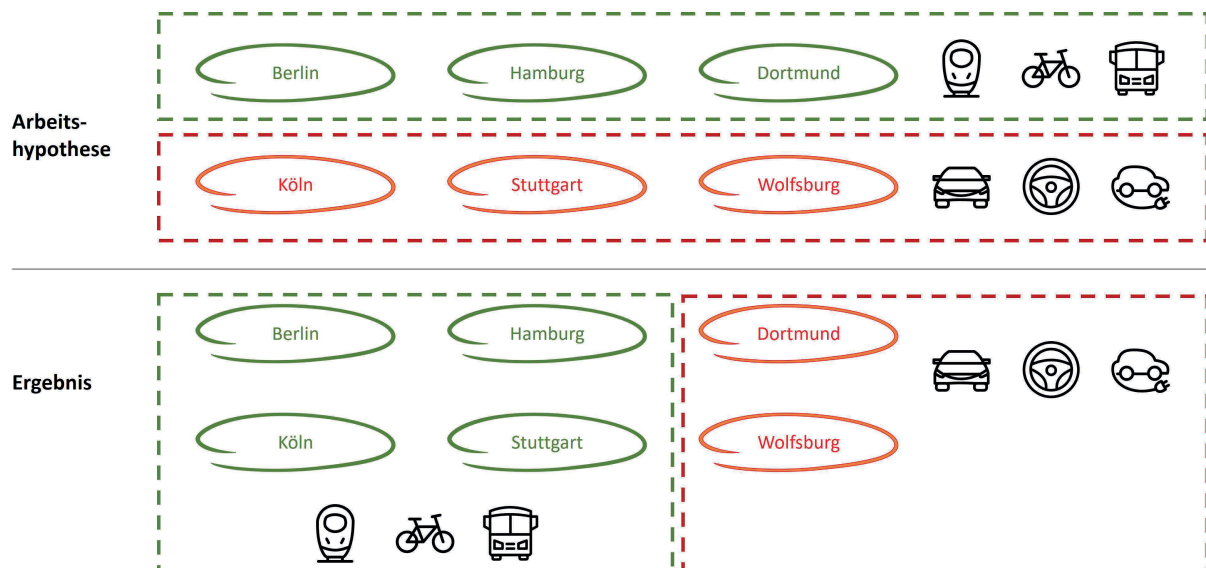 Arbeits-
hypothese
Berlin
Hamburg
Dortmund
Köln
Stuttgart
Wolfsburg
Ergebnis
Berlin
Hamburg
Dortmund
Köln
Stuttgart
Wolfsburg